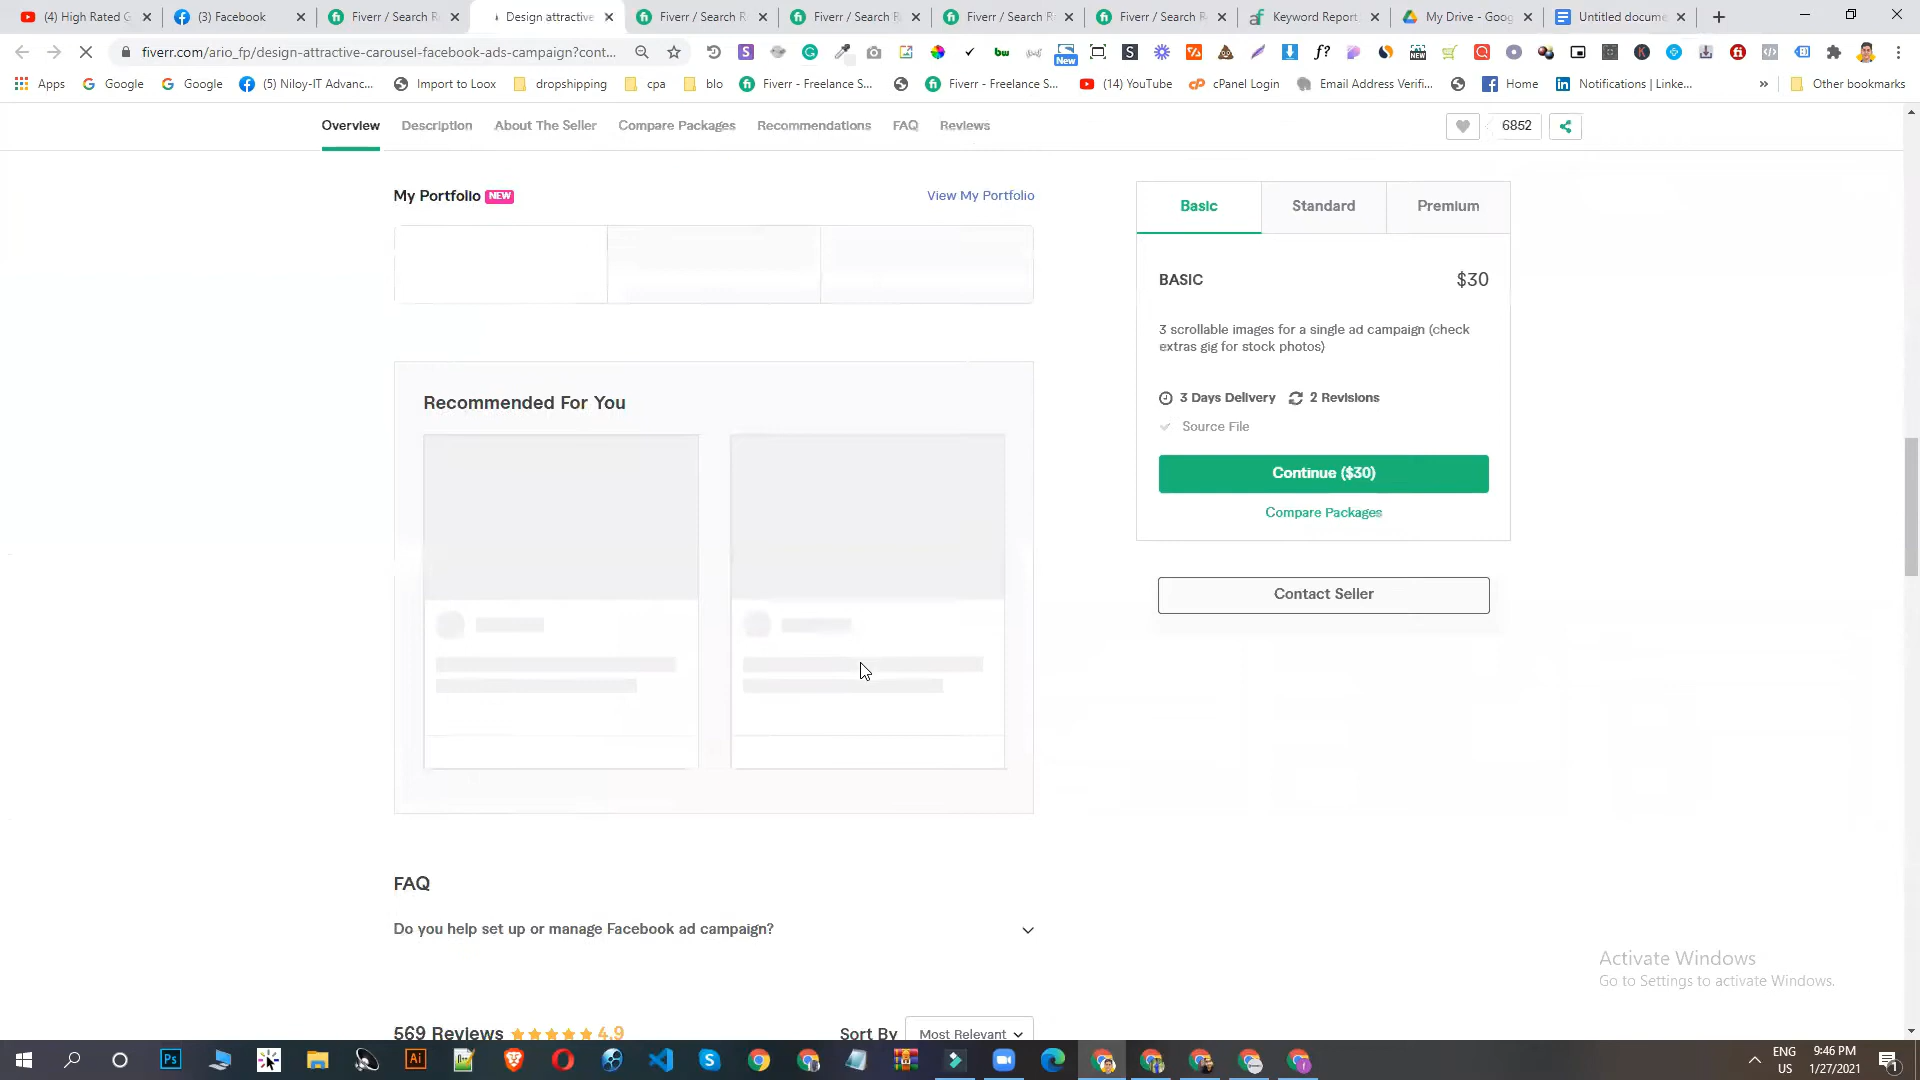 (4) High Rated G
(3) Facebook
Fiverr / Search R
Design attractive
Fiverr / Search R
Fiverr / Search R
Fiverr / Search R
Fiverr / Search R
Keyword Report
My Drive - Goog
Untitled docume
fiverr.com/ario_fp/design-attractive-carousel-facebook-ads-campaign?cont...
Apps
Google
Google
(5) Niloy-IT Advanc...
Import to Loox
dropshipping
cpa
blo
Fiverr - Freelance S...
Fiverr - Freelance S...
(14) YouTube
cPanel Login
Email Address Verifi...
Home
Notifications | Linke...
»
Other bookmarks
Overview
Description
About The Seller
Compare Packages
Recommendations
FAQ
Reviews
6852
My Portfolio NEW
View My Portfolio
Basic
Standard
Premium
BASIC
$30
3 scrollable images for a single ad campaign (check
extras gig for stock photos)
3 Days Delivery
2 Revisions
Source File
Continue ($30)
Compare Packages
Contact Seller
Recommended For You
FAQ
Do you help set up or manage Facebook ad campaign?
569 Reviews
4.9
Sort By
Most Relevant
Activate Windows
Go to Settings to activate Windows.
ENG
US
9:46 PM
1/27/2021